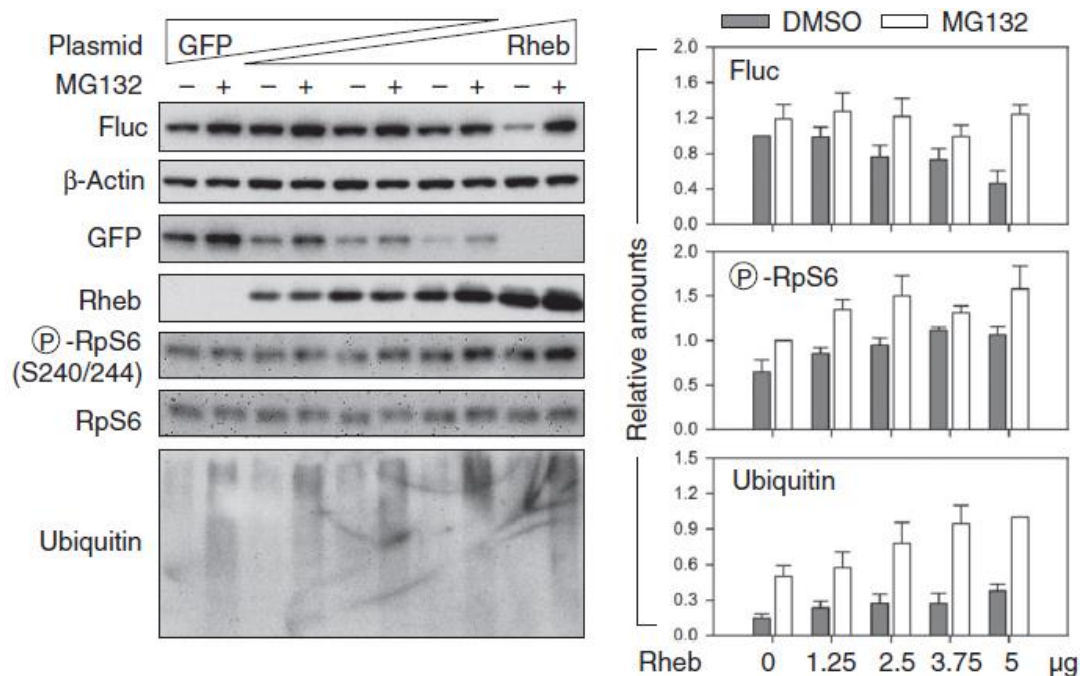 Plasmid GFP Rheb
MG132 – + – + – + – + – +
Fluc
β-Actin
GFP
Rheb
Ⓟ-RpS6
(S240/244)
RpS6
Ubiquitin
DMSO MG132
Relative amounts
Fluc
2.0
1.6
1.2
0.8
0.4
0.0
Ⓟ-RpS6
2.0
1.5
1.0
0.5
0.0
Ubiquitin
1.5
1.2
0.9
0.6
0.3
0.0
Rheb 0 1.25 2.5 3.75 5 μg